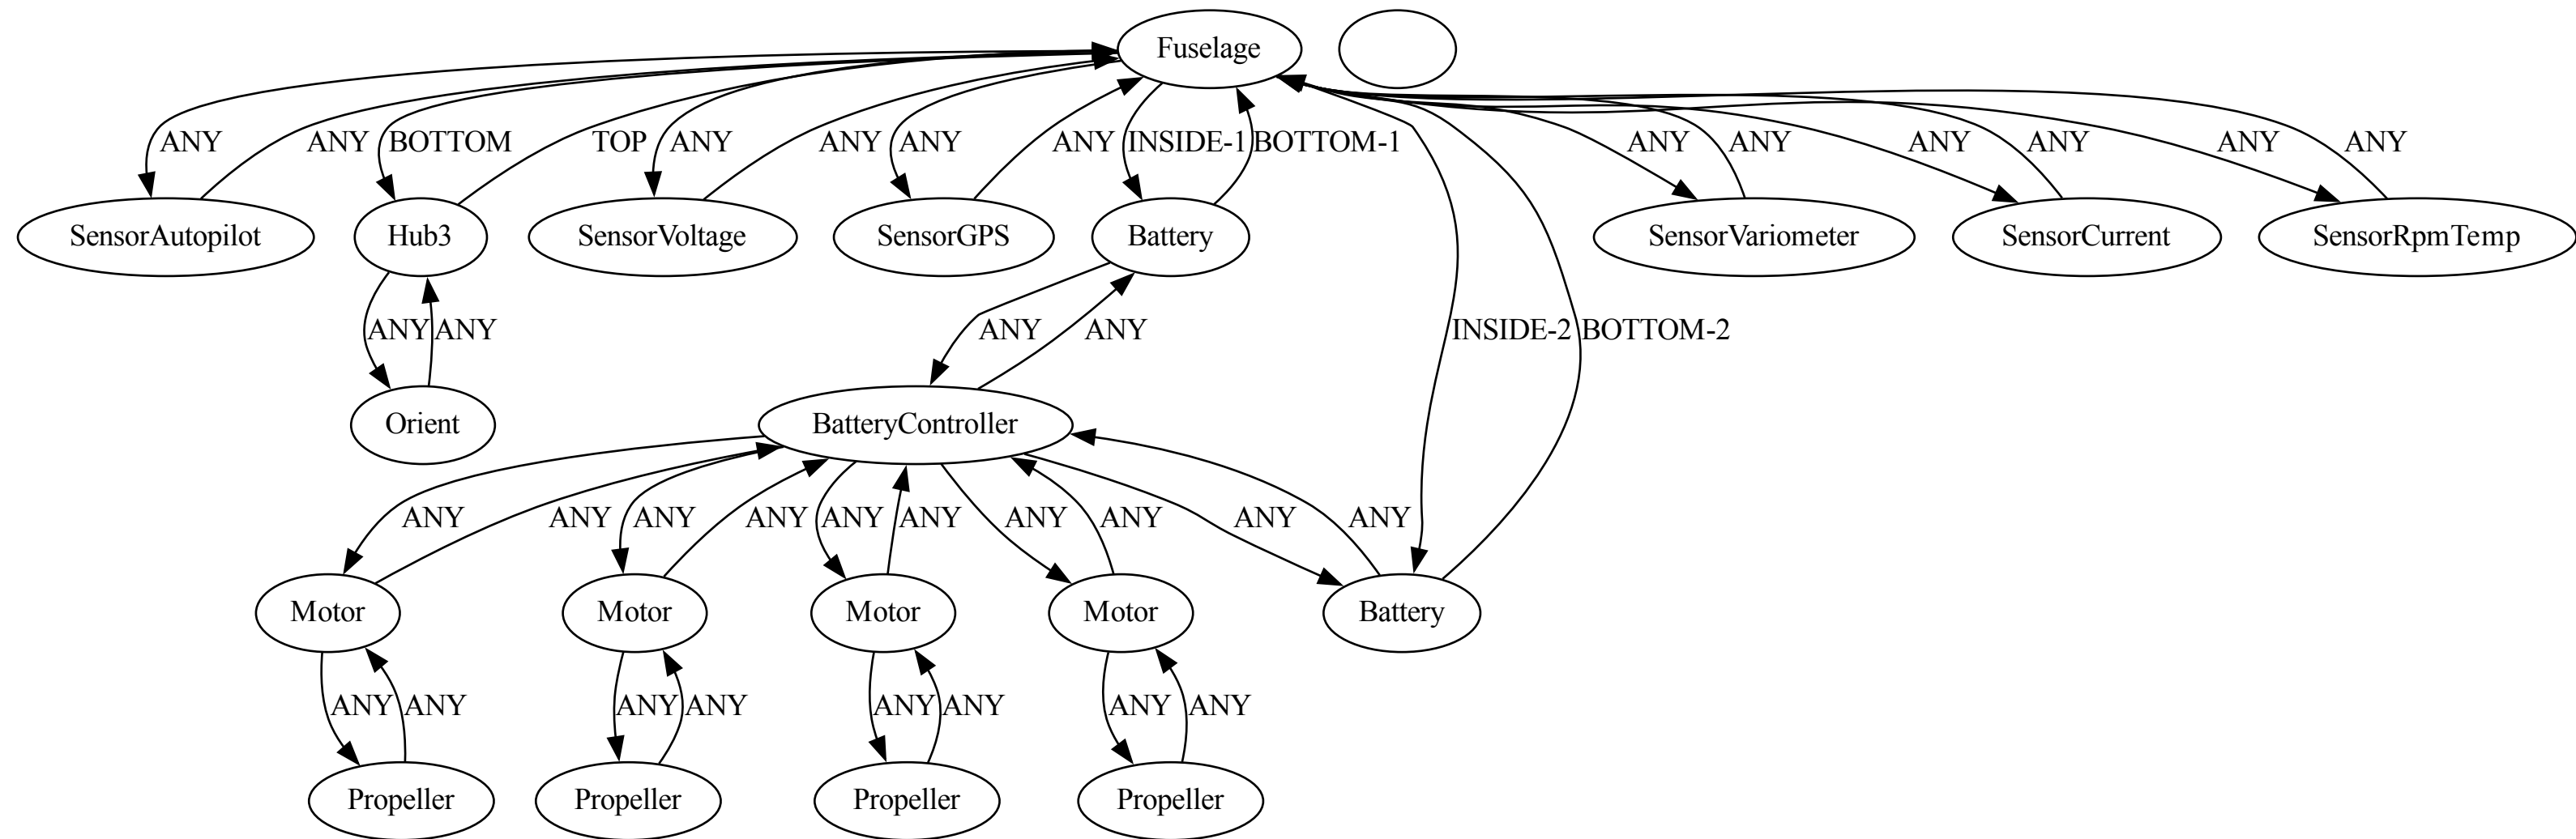 Fuselage
ANY
ANY
BOTTOM
TOP
ANY
ANY
ANY
ANY
INSIDE-1
BOTTOM-1
ANY
ANY
ANY
ANY
ANY
ANY
SensorAutopilot
Hub3
SensorVoltage
SensorGPS
Battery
SensorVariometer
SensorCurrent
SensorRpmTemp
ANY
ANY
ANY
ANY
INSIDE-2
BOTTOM-2
Orient
BatteryController
ANY
ANY
ANY
ANY
ANY
ANY
ANY
ANY
ANY
ANY
Motor
Motor
Motor
Motor
Battery
ANY
ANY
ANY
ANY
ANY
ANY
ANY
ANY
Propeller
Propeller
Propeller
Propeller